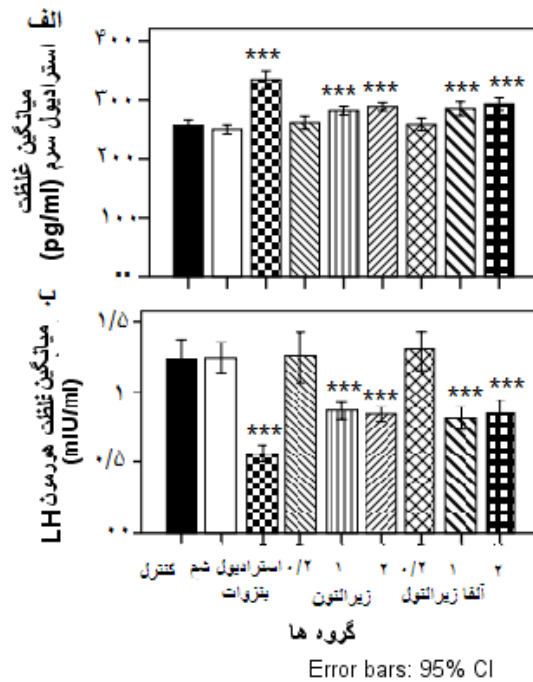 الف
میانگین غلظت
استرادیول سرم (pg/ml)
۴۰۰
۳۰۰
۲۰۰
۱۰۰
۰۰
*** *** *** *** ***
میانگین غلظت هورمون LH
(mIU/ml)
۱/۵
۱
۰/۵
۰۰
*** *** *** *** ***
کنترل شم استرادیول بنزوات ۰/۲ ۱ ۲ ۰/۲ ۱ ۲
زیرالنون آلفا زیرالنول
گروه ها
Error bars: 95% CI